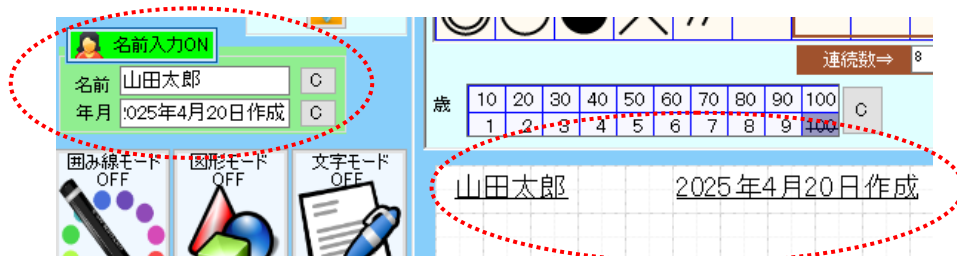 名前入力ON
名前 山田太郎 C
年月 2025年4月20日作成 C
連続数⇒ 8
歳 10 20 30 40 50 60 70 80 90 100 C
1 2 3 4 5 6 7 8 9 100
囲み線モード OFF
図形モード OFF
文字モード OFF
山田太郎 2025年4月20日作成